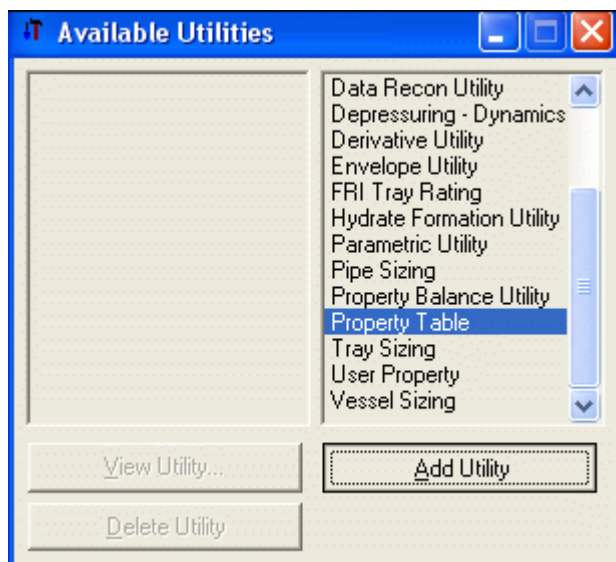 Available Utilities
Data Recon Utility
Depressuring - Dynamics
Derivative Utility
Envelope Utility
FRI Tray Rating
Hydrate Formation Utility
Parametric Utility
Pipe Sizing
Property Balance Utility
Property Table
Tray Sizing
User Property
Vessel Sizing
View Utility...
Add Utility
Delete Utility